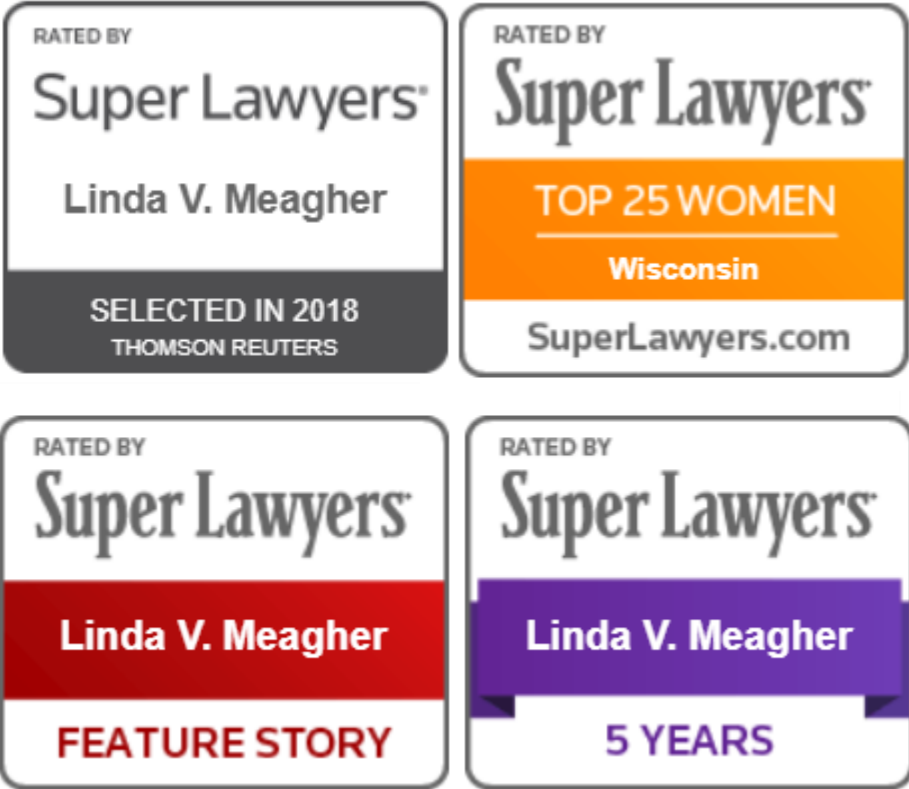 RATED BY
Super Lawyers®
Linda V. Meagher
SELECTED IN 2018
THOMSON REUTERS
RATED BY
Super Lawyers
TOP 25 WOMEN
Wisconsin
SuperLawyers.com
RATED BY
Super Lawyers
Linda V. Meagher
FEATURE STORY
RATED BY
Super Lawyers
Linda V. Meagher
5 YEARS